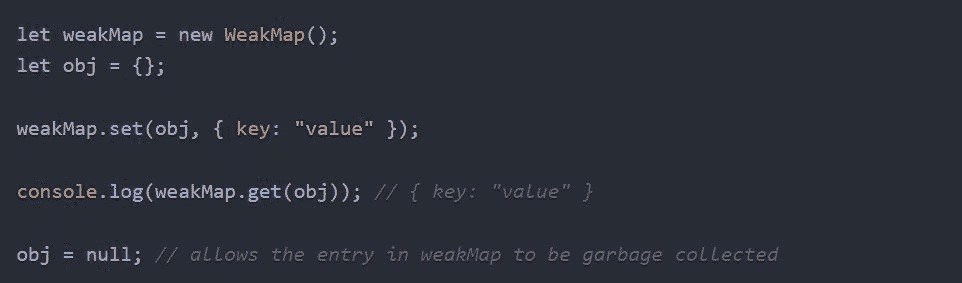 let weakMap = new WeakMap();
let obj = {};
weakMap.set(obj, { key: "value" });
console.log(weakMap.get(obj)); // { key: "value" }
obj = null; // allows the entry in weakMap to be garbage collected